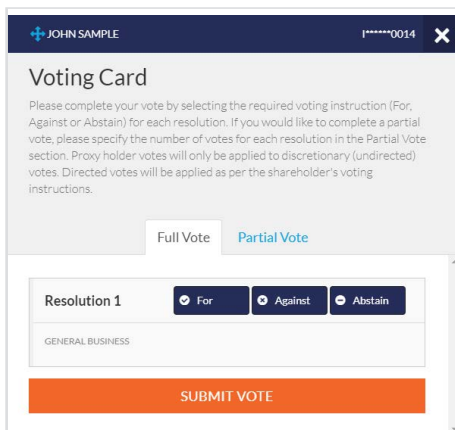 JOHN SAMPLE I******0014
Voting Card
Please complete your vote by selecting the required voting instruction (For,
Against or Abstain) for each resolution. If you would like to complete a partial
vote, please specify the number of votes for each resolution in the Partial Vote
section. Proxy holder votes will only be applied to discretionary (undirected)
votes. Directed votes will be applied as per the shareholder's voting
instructions.
Full Vote Partial Vote
Resolution 1 For Against Abstain
GENERAL BUSINESS
SUBMIT VOTE